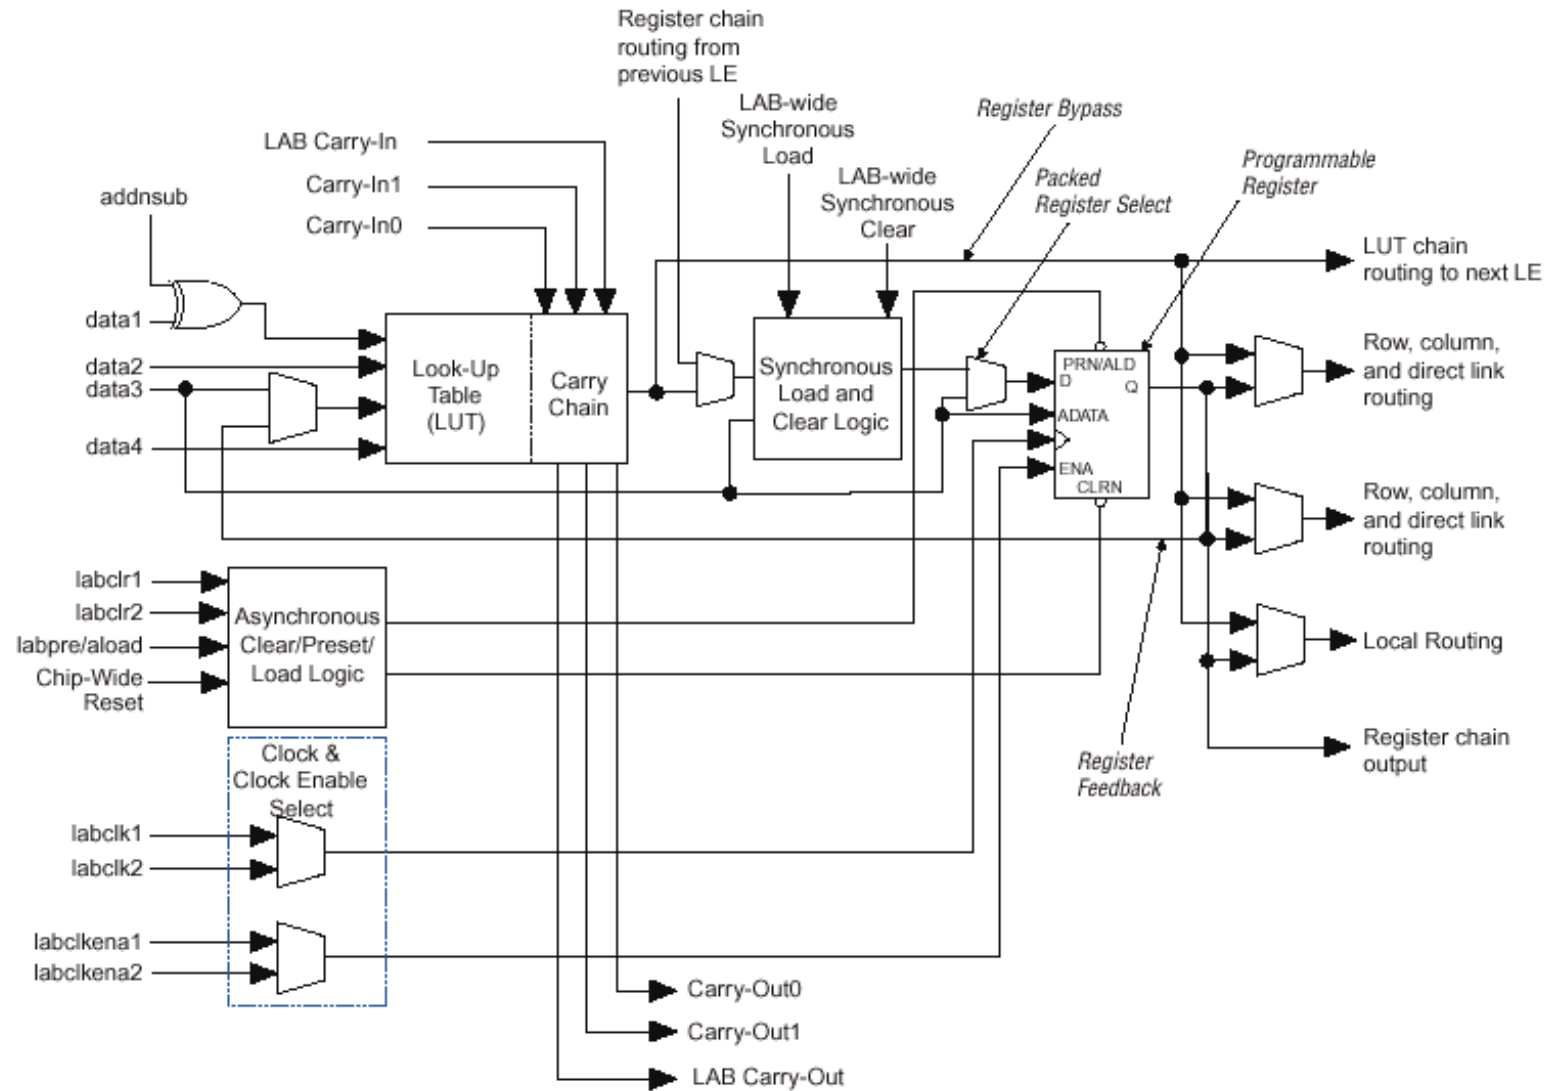 Register chain
routing from
previous LE
LAB-wide
Synchronous
Load
Register Bypass
Programmable
Register
LAB Carry-In
Carry-In1
Carry-In0
LAB-wide
Synchronous
Clear
Packed
Register Select
addnsub
LUT chain
routing to next LE
data1
data2
data3
data4
Look-Up
Table
(LUT)
Carry
Chain
Synchronous
Load and
Clear Logic
PRN/ALD
D
Q
ADATA
ENA
CLRN
Row, column,
and direct link
routing
Row, column,
and direct link
routing
labclr1
labclr2
labpre/aload
Chip-Wide
Reset
Asynchronous
Clear/Preset/
Load Logic
Local Routing
Register chain
output
Register
Feedback
Clock &
Clock Enable
Select
labclk1
labclk2
labclkena1
labclkena2
Carry-Out0
Carry-Out1
LAB Carry-Out